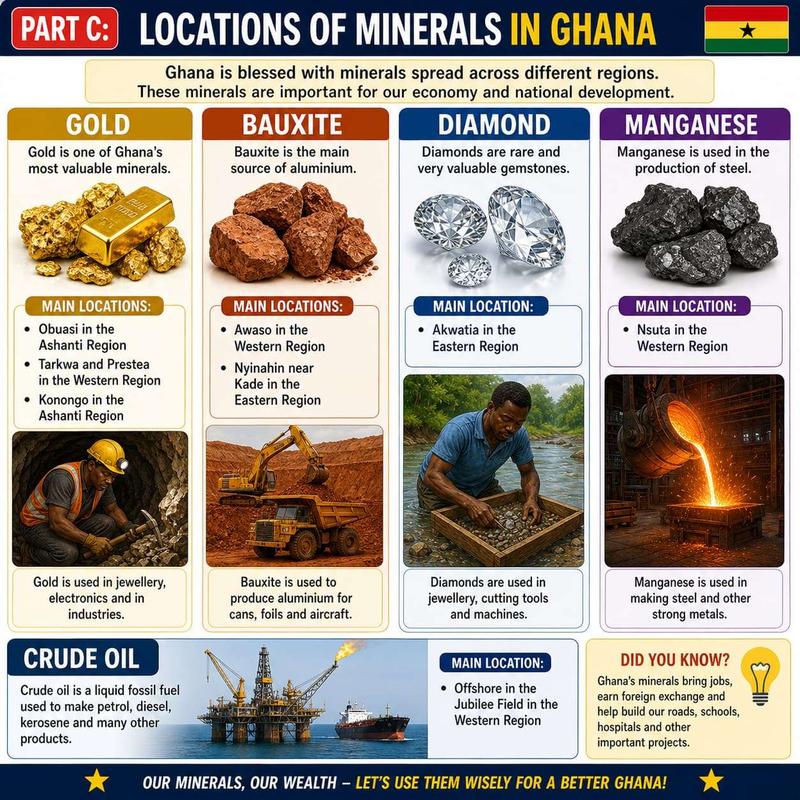 PART C:
LOCATIONS OF MINERALS IN GHANA
Ghana is blessed with minerals spread across different regions.
These minerals are important for our economy and national development.
GOLD
Gold is one of Ghana's
most valuable minerals.
MAIN LOCATIONS:
• Obuasi in the
Ashanti Region
• Tarkwa and Prestea
in the Western Region
• Konongo in the
Ashanti Region
Gold is used in jewellery,
electronics and in
industries.
BAUXITE
Bauxite is the main
source of aluminium.
MAIN LOCATIONS:
• Awaso in the
Western Region
• Nyinahin near
Kade in the
Eastern Region
Bauxite is used to
produce aluminium for
cans, foils and aircraft.
DIAMOND
Diamonds are rare and
very valuable gemstones.
MAIN LOCATION:
• Akwatia in the
Eastern Region
Diamonds are used in
jewellery, cutting tools
and machines.
MANGANESE
Manganese is used in the
production of steel.
MAIN LOCATION:
• Nsuta in the
Western Region
Manganese is used in
making steel and other
strong metals.
CRUDE OIL
Crude oil is a liquid fossil fuel
used to make petrol, diesel,
kerosene and many other
products.
MAIN LOCATION:
• Offshore in the
Jubilee Field in the
Western Region
DID YOU KNOW?
Ghana's minerals bring jobs,
earn foreign exchange and
help build our roads, schools,
hospitals and other
important projects.
OUR MINERALS, OUR WEALTH – LET'S USE THEM WISELY FOR A BETTER GHANA!